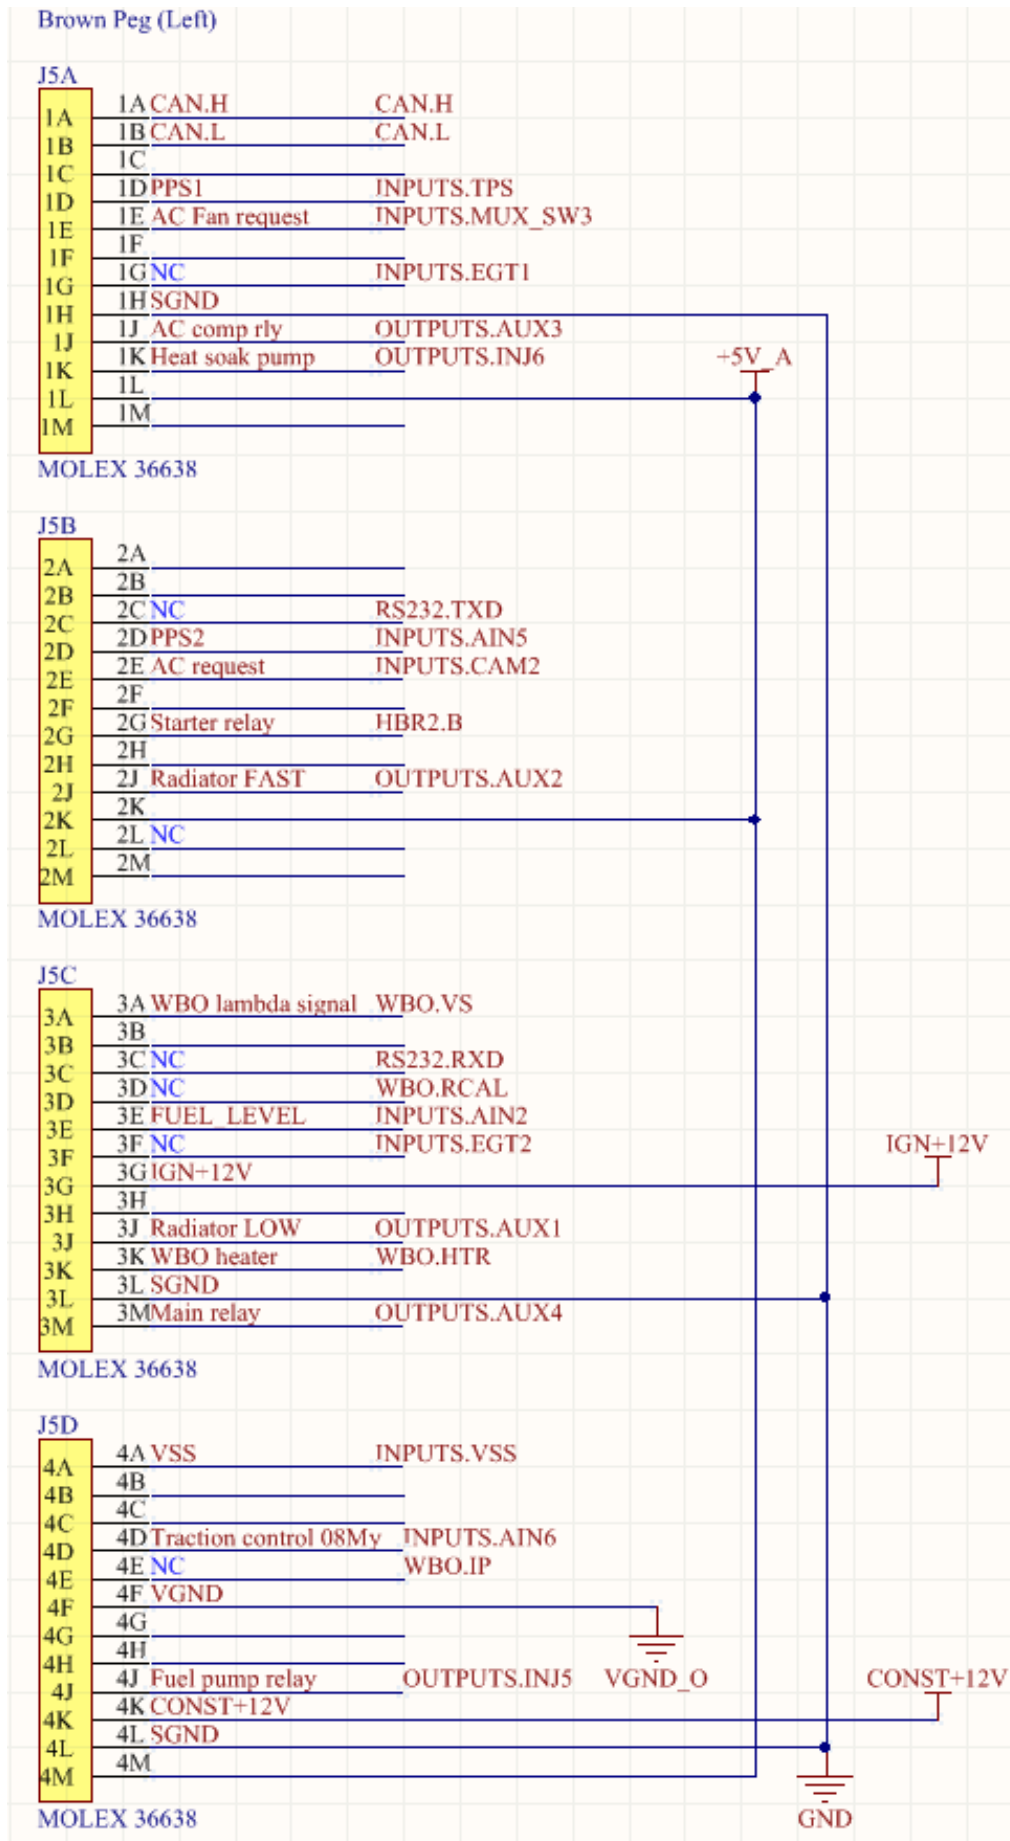 Brown Peg (Left)
J5A
1A 1A CAN.H CAN.H
1B 1B CAN.L CAN.L
1C 1C
1D 1D PPS1 INPUTS.TPS
1E 1E AC Fan request INPUTS.MUX_SW3
1F 1F
1G 1G NC INPUTS.EGT1
1H 1H SGND
1J 1J AC comp rly OUTPUTS.AUX3
1K 1K Heat soak pump OUTPUTS.INJ6 +5V_A
1L 1L
1M 1M
MOLEX 36638
J5B
2A 2A
2B 2B
2C 2C NC RS232.TXD
2D 2D PPS2 INPUTS.AIN5
2E 2E AC request INPUTS.CAM2
2F 2F
2G 2G Starter relay HBR2.B
2H 2H
2J 2J Radiator FAST OUTPUTS.AUX2
2K 2K
2L 2L NC
2M 2M
MOLEX 36638
J5C
3A 3A WBO lambda signal WBO.VS
3B 3B
3C 3C NC RS232.RXD
3D 3D NC WBO.RCAL
3E 3E FUEL_LEVEL INPUTS.AIN2
3F 3F NC INPUTS.EGT2 IGN+12V
3G 3G IGN+12V
3H 3H
3J 3J Radiator LOW OUTPUTS.AUX1
3K 3K WBO heater WBO.HTR
3L 3L SGND
3M 3M Main relay OUTPUTS.AUX4
MOLEX 36638
J5D
4A 4A VSS INPUTS.VSS
4B 4B
4C 4C
4D 4D Traction control 08My INPUTS.AIN6
4E 4E NC WBO.IP
4F 4F VGND
4G 4G
4H 4H
4J 4J Fuel pump relay OUTPUTS.INJ5 VGND_O CONST+12V
4K 4K CONST+12V
4L 4L SGND
4M 4M
MOLEX 36638 GND